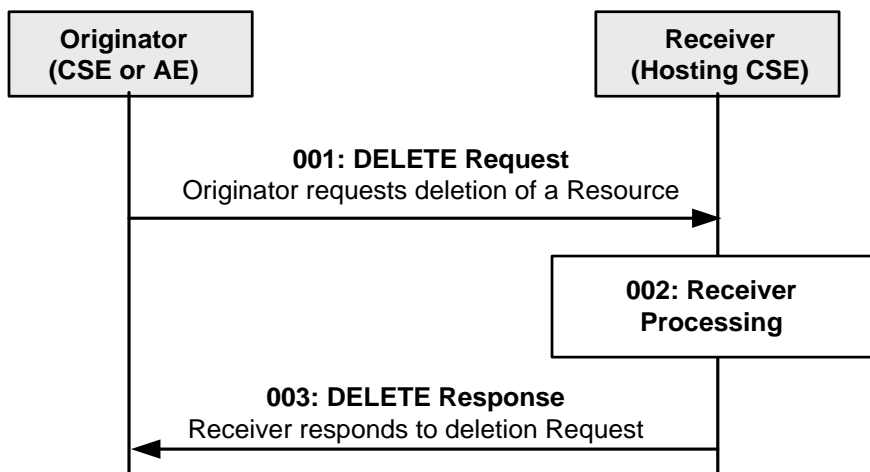 Originator
(CSE or AE)
Receiver
(Hosting CSE)
001: DELETE Request
Originator requests deletion of a Resource
002: Receiver
Processing
003: DELETE Response
Receiver responds to deletion Request